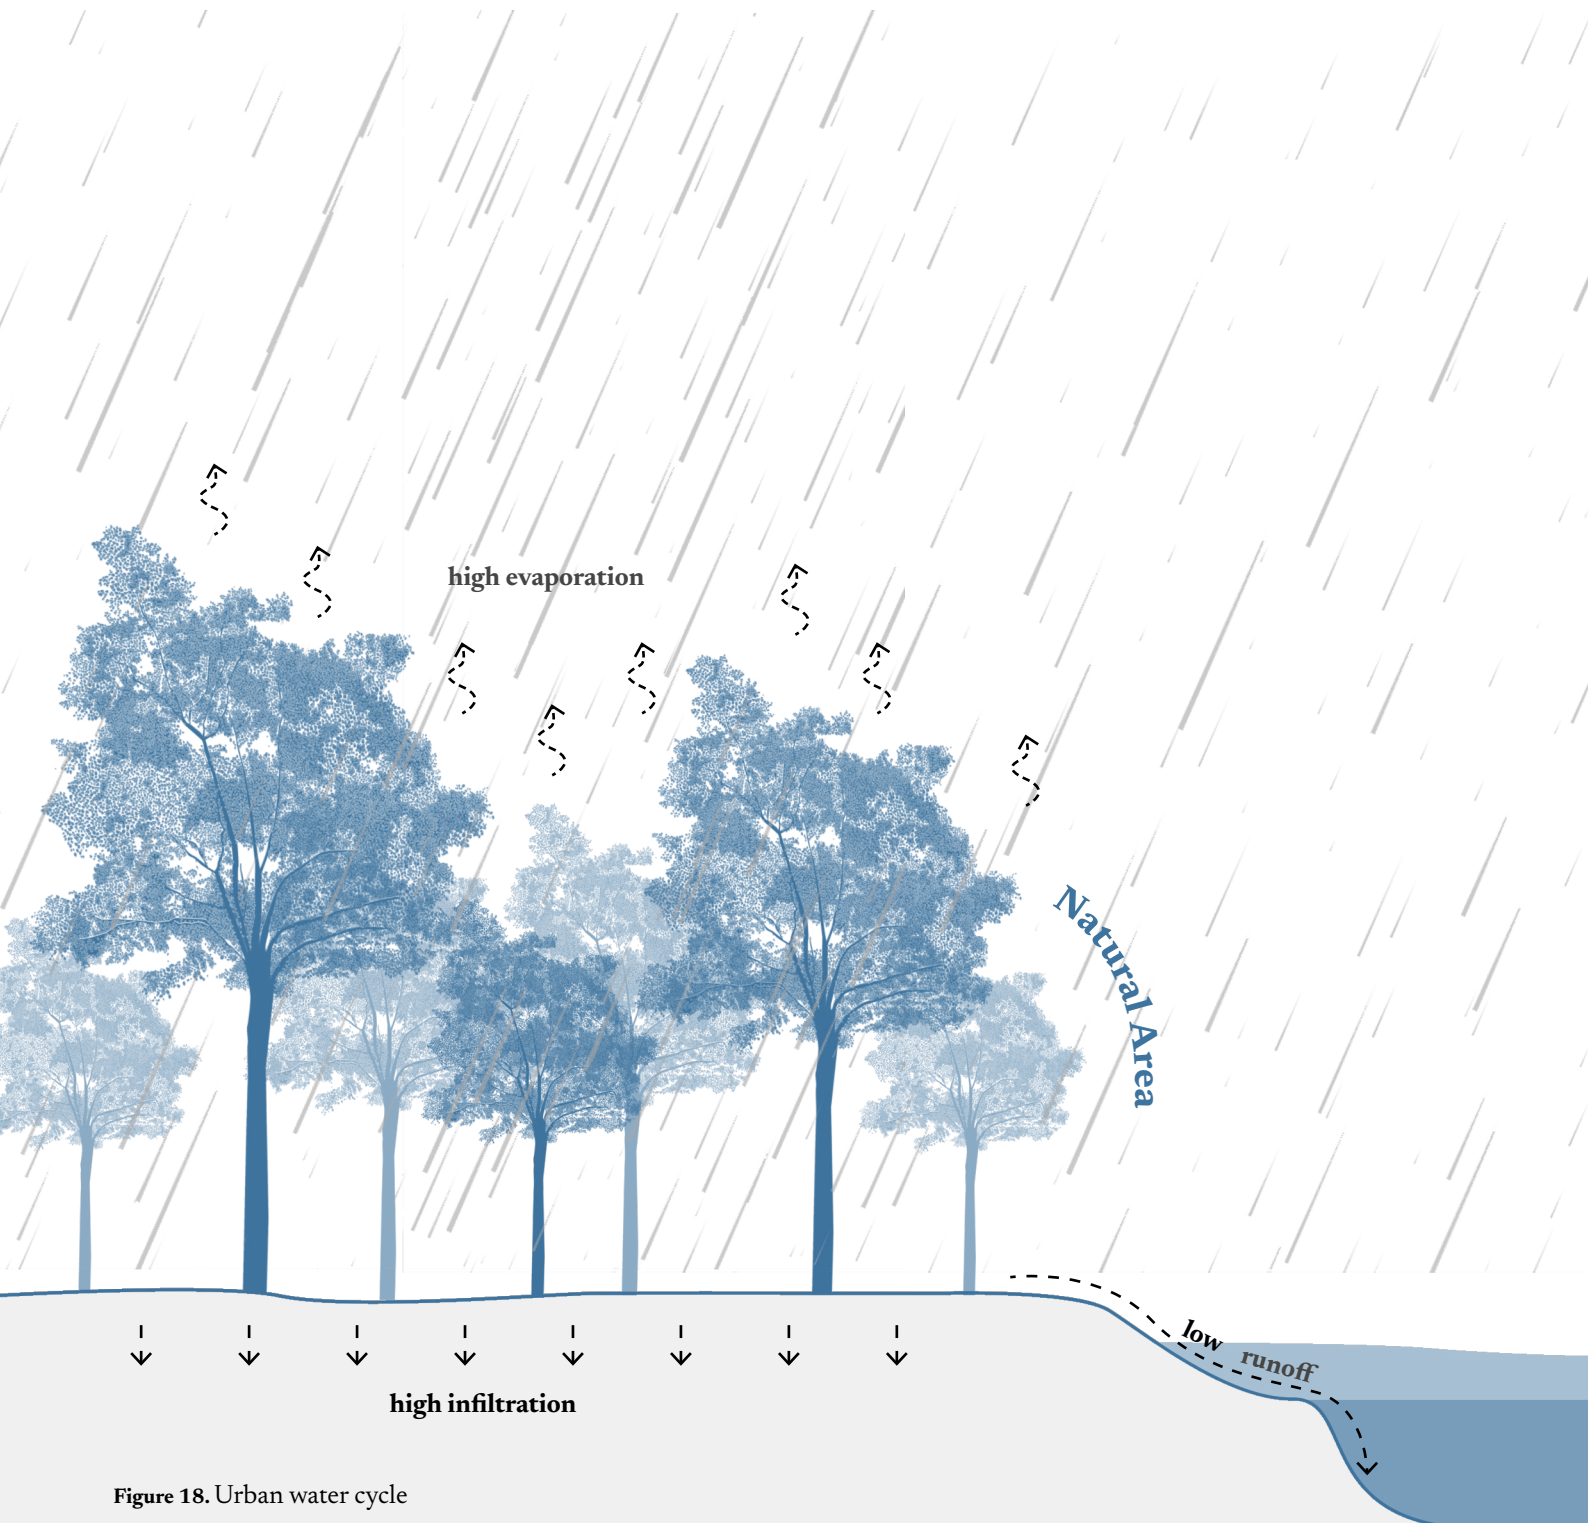 high evaporation
Natural Area
low runoff
high infiltration
Figure 18. Urban water cycle